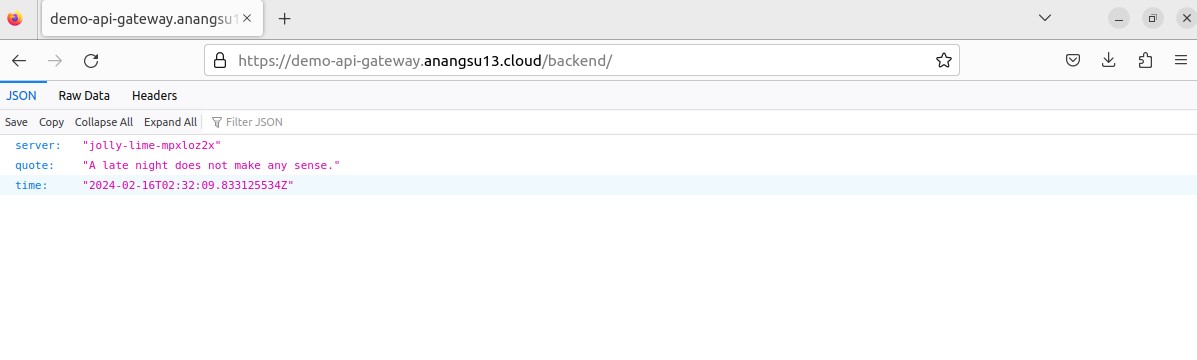 demo-api-gateway.anangsu1
https://demo-api-gateway.anangsu13.cloud/backend/
JSON Raw Data Headers
Save Copy Collapse All Expand All Filter JSON
server: "jolly-lime-mpxloz2x"
quote: "A late night does not make any sense."
time: "2024-02-16T02:32:09.833125534Z"